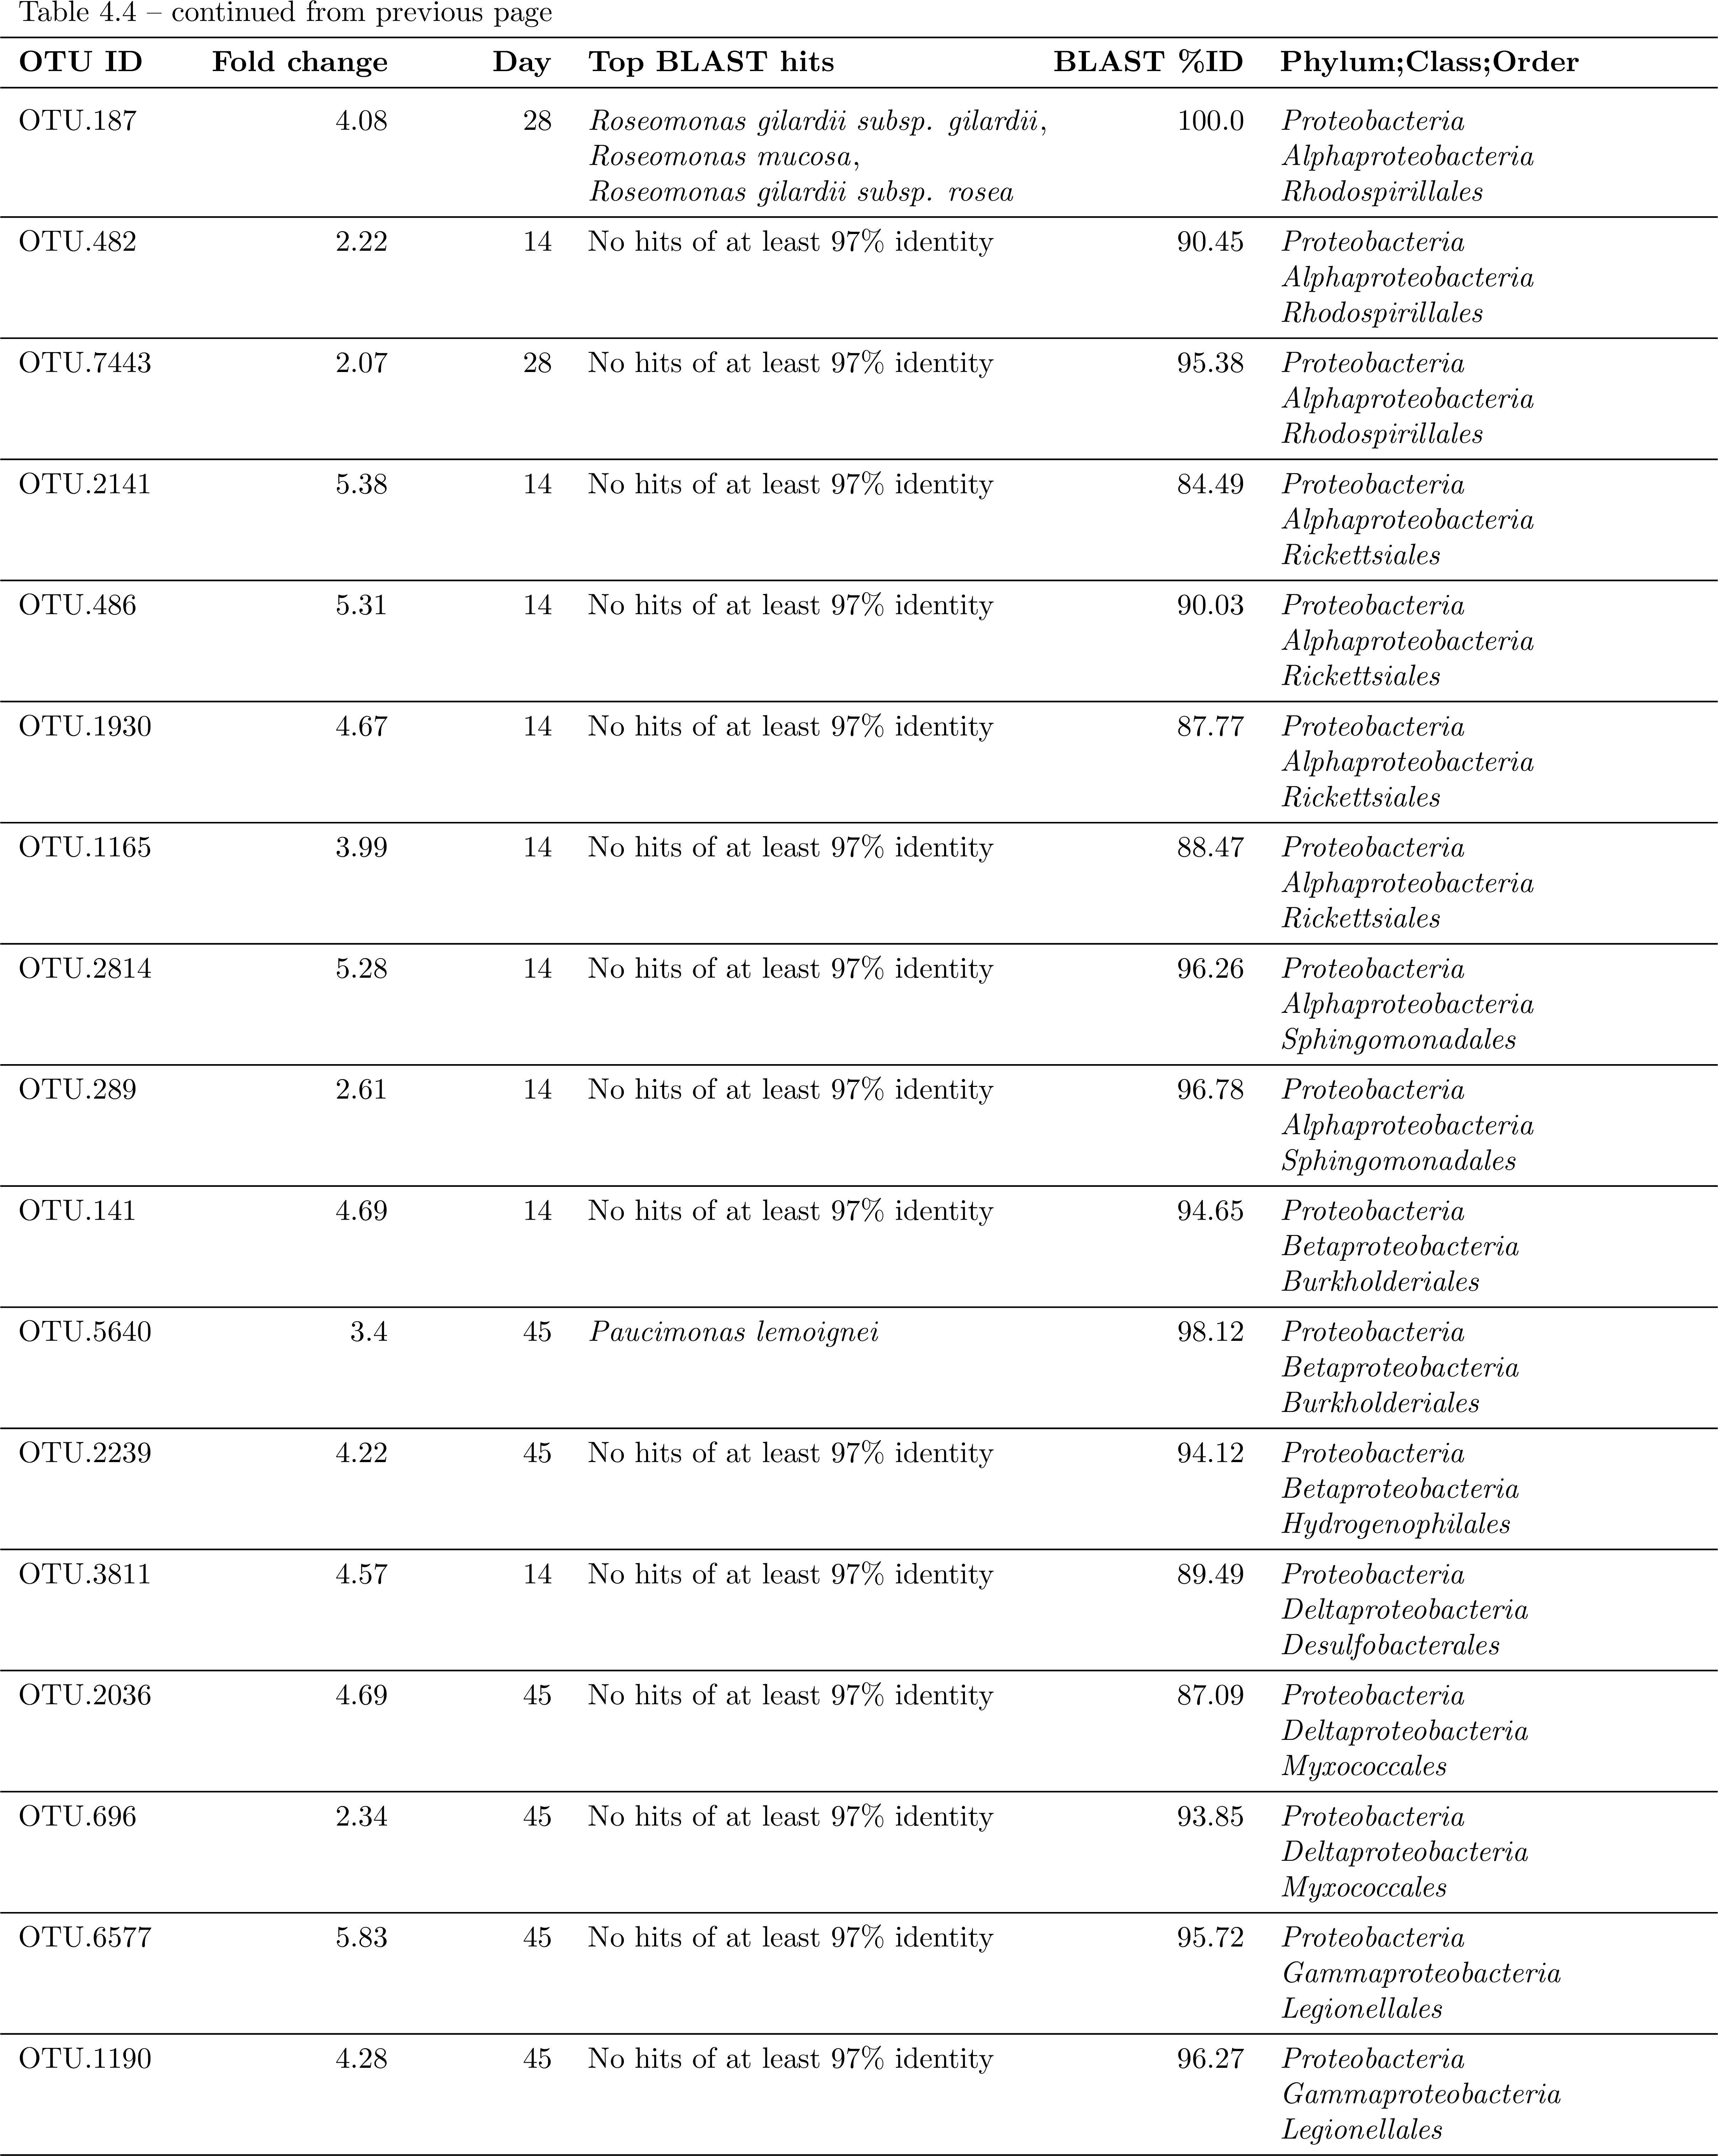 Table 4.4 – continued from previous page
OTU ID Fold change Day Top BLAST hits BLAST %ID Phylum;Class;Order
OTU.187 4.08 28 Roseomonas gilardii subsp. gilardii, 100.0 Proteobacteria
Roseomonas mucosa, Alphaproteobacteria
Roseomonas gilardii subsp. rosea Rhodospirillales
OTU.482 2.22 14 No hits of at least 97% identity 90.45 Proteobacteria
Alphaproteobacteria
Rhodospirillales
OTU.7443 2.07 28 No hits of at least 97% identity 95.38 Proteobacteria
Alphaproteobacteria
Rhodospirillales
OTU.2141 5.38 14 No hits of at least 97% identity 84.49 Proteobacteria
Alphaproteobacteria
Rickettsiales
OTU.486 5.31 14 No hits of at least 97% identity 90.03 Proteobacteria
Alphaproteobacteria
Rickettsiales
OTU.1930 4.67 14 No hits of at least 97% identity 87.77 Proteobacteria
Alphaproteobacteria
Rickettsiales
OTU.1165 3.99 14 No hits of at least 97% identity 88.47 Proteobacteria
Alphaproteobacteria
Rickettsiales
OTU.2814 5.28 14 No hits of at least 97% identity 96.26 Proteobacteria
Alphaproteobacteria
Sphingomonadales
OTU.289 2.61 14 No hits of at least 97% identity 96.78 Proteobacteria
Alphaproteobacteria
Sphingomonadales
OTU.141 4.69 14 No hits of at least 97% identity 94.65 Proteobacteria
Betaproteobacteria
Burkholderiales
OTU.5640 3.4 45 Paucimonas lemoignei 98.12 Proteobacteria
Betaproteobacteria
Burkholderiales
OTU.2239 4.22 45 No hits of at least 97% identity 94.12 Proteobacteria
Betaproteobacteria
Hydrogenophilales
OTU.3811 4.57 14 No hits of at least 97% identity 89.49 Proteobacteria
Deltaproteobacteria
Desulfobacterales
OTU.2036 4.69 45 No hits of at least 97% identity 87.09 Proteobacteria
Deltaproteobacteria
Myxococcales
OTU.696 2.34 45 No hits of at least 97% identity 93.85 Proteobacteria
Deltaproteobacteria
Myxococcales
OTU.6577 5.83 45 No hits of at least 97% identity 95.72 Proteobacteria
Gammaproteobacteria
Legionellales
OTU.1190 4.28 45 No hits of at least 97% identity 96.27 Proteobacteria
Gammaproteobacteria
Legionellales